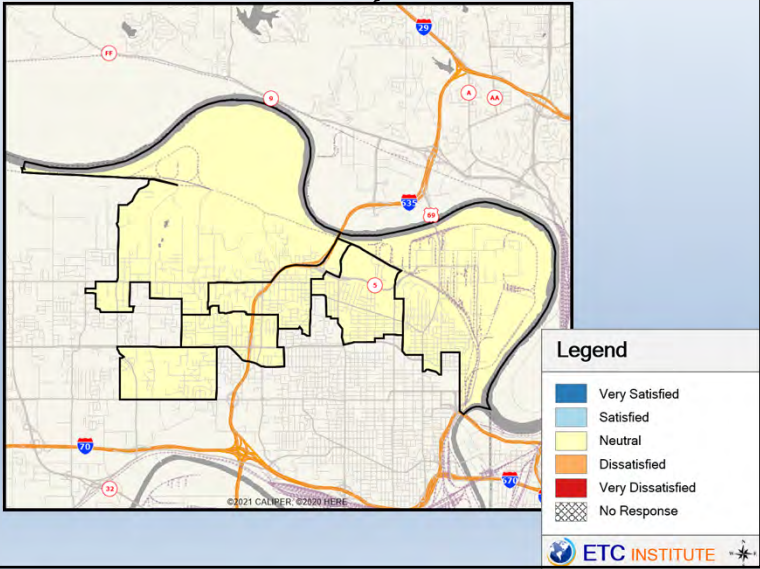 29
FF
9
A
AA
635
69
5
Legend
Very Satisfied
Satisfied
Neutral
Dissatisfied
Very Dissatisfied
No Response
70
32
670
©2021 CALIPER; ©2020 HERE
ETC INSTITUTE